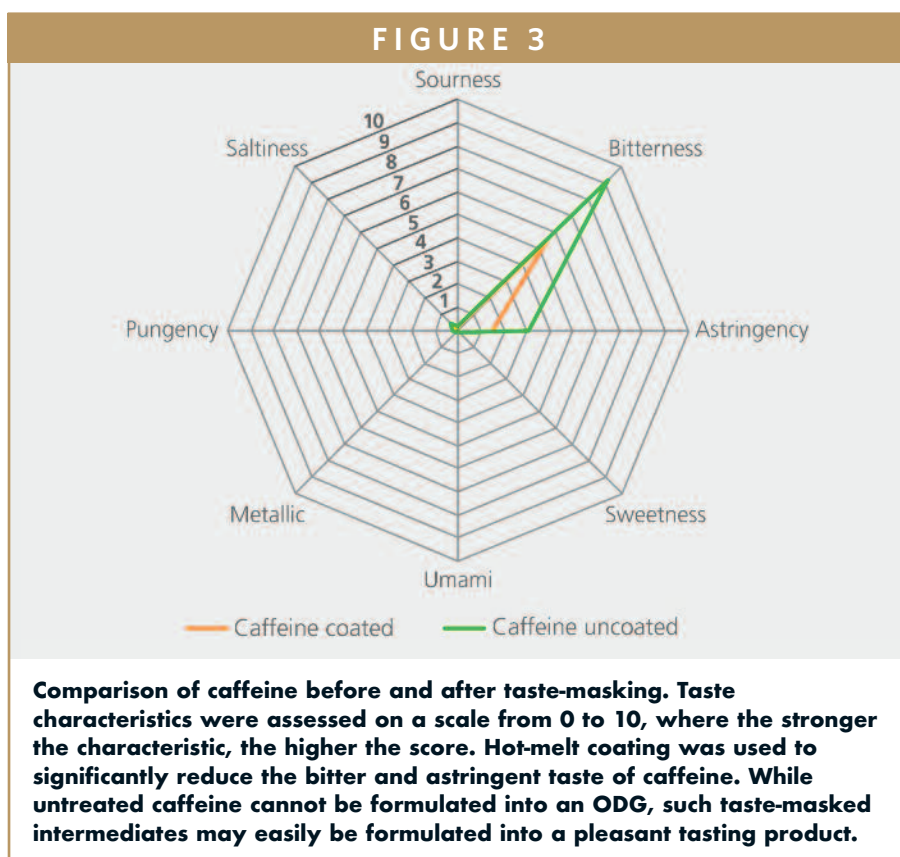 FIGURE 3
Sourness
10
9
8
7
6
5
4
3
2
1
Saltiness
Bitterness
Pungency
Astringency
Metallic
Sweetness
Umami
Caffeine coated
Caffeine uncoated
Comparison of caffeine before and after taste-masking. Taste
characteristics were assessed on a scale from 0 to 10, where the stronger
the characteristic, the higher the score. Hot-melt coating was used to
significantly reduce the bitter and astringent taste of caffeine. While
untreated caffeine cannot be formulated into an ODG, such taste-masked
intermediates may easily be formulated into a pleasant tasting product.